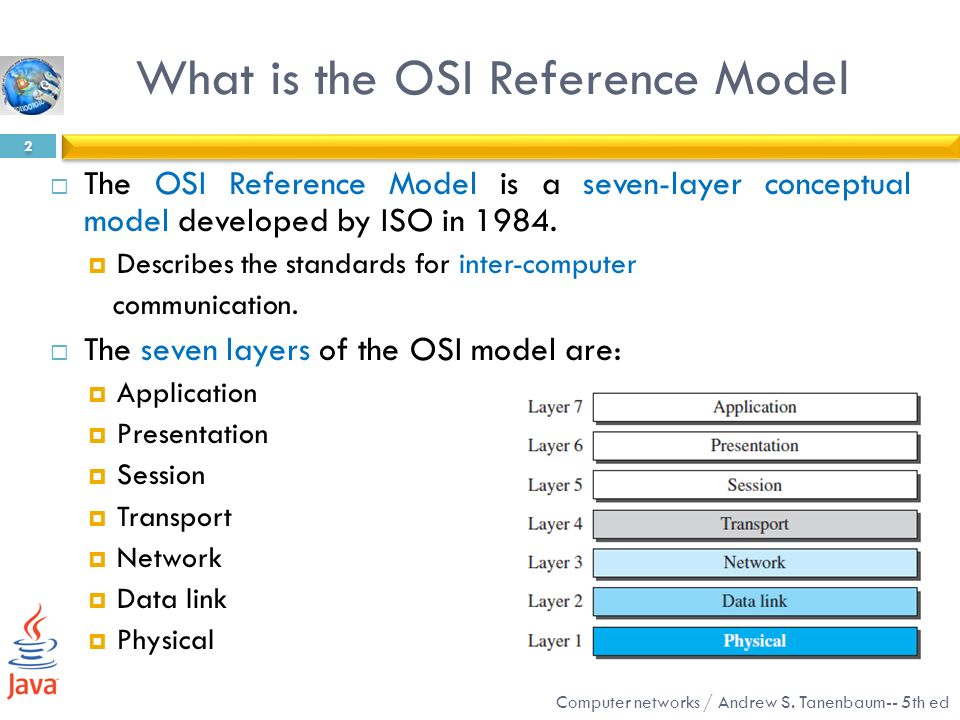 What is the OSI Reference Model
2
The OSI Reference Model is a seven-layer conceptual
model developed by ISO in 1984.
Describes the standards for inter-computer
communication.
The seven layers of the OSI model are:
Application
Presentation
Session
Transport
Network
Data link
Physical
Layer 7 Application
Layer 6 Presentation
Layer 5 Session
Layer 4 Transport
Layer 3 Network
Layer 2 Data link
Layer 1 Physical
Java
Computer networks / Andrew S. Tanenbaum-- 5th ed